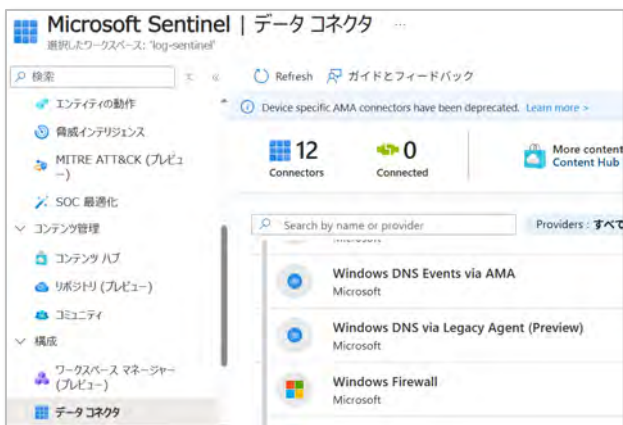 Microsoft Sentinel | データ コネクタ ...
選択したワークスペース: 'log-sentinel'
検索
Refresh
ガイドとフィードバック
エンティティの動作
Device specific AMA connectors have been deprecated. Learn more >
脅威インテリジェンス
12
Connectors
0
Connected
More content
Content Hub
MITRE ATT&CK (プレビュー)
SOC 最適化
コンテンツ管理
Search by name or provider
Providers : すべて
コンテンツ ハブ
リポジトリ (プレビュー)
コミュニティ
構成
ワークスペース マネージャー
(プレビュー)
データ コネクタ
Windows DNS Events via AMA
Microsoft
Windows DNS via Legacy Agent (Preview)
Microsoft
Windows Firewall
Microsoft